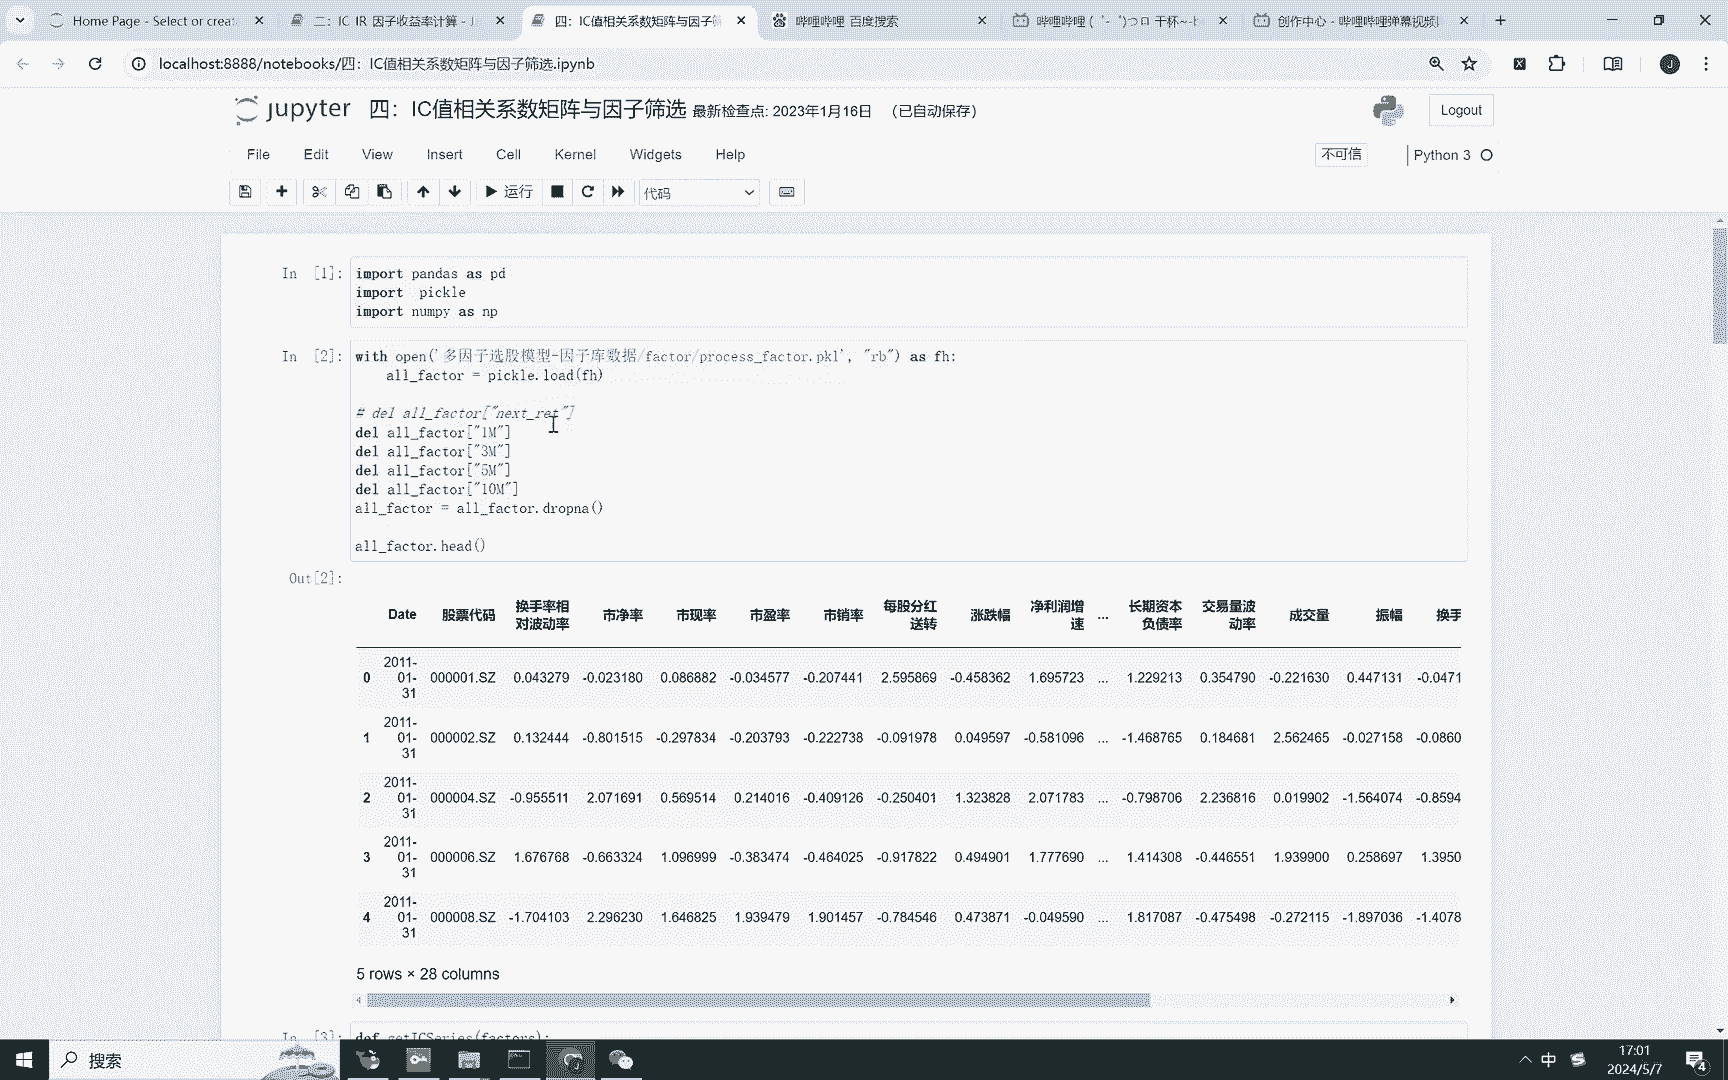 Home Page - Select or creat
二：IC IR 因子收益率计算 - J
四：IC值相关系数矩阵与因子筛
哔哩哔哩 百度搜索
哔哩哔哩 ( ゜- ゜)つロ 干杯~-b
创作中心 - 哔哩哔哩弹幕视频
localhost:8888/notebooks/四：IC值相关系数矩阵与因子筛选.ipynb
jupyter 四：IC值相关系数矩阵与因子筛选 最新检查点: 2023年1月16日 (已自动保存)
Logout
File Edit View Insert Cell Kernel Widgets Help
不可信
Python 3
运行
代码
In [1]: import pandas as pd
import pickle
import numpy as np
In [2]: with open('多因子选股模型-因子库数据/factor/process_factor.pkl', "rb") as fh:
all_factor = pickle.load(fh)
# del all_factor["next_ret"]
del all_factor["1M"]
del all_factor["3M"]
del all_factor["5M"]
del all_factor["10M"]
all_factor = all_factor.dropna()
all_factor.head()
Out[2]:
Date 股票代码 换手率相对波动率 市净率 市现率 市盈率 市销率 每股分红送转 涨跌幅 净利润增速 ... 长期资本负债率 交易量波动率 成交量 振幅 换手
0 2011-01-31 000001.SZ 0.043279 -0.023180 0.086882 -0.034577 -0.207441 2.595869 -0.458362 1.695723 ... 1.229213 0.354790 -0.221630 0.447131 -0.0471
1 2011-01-31 000002.SZ 0.132444 -0.801515 -0.297834 -0.203793 -0.222738 -0.091978 0.049597 -0.581096 ... -1.468765 0.184681 2.562465 -0.027158 -0.0860
2 2011-01-31 000004.SZ -0.955511 2.071691 0.569514 0.214016 -0.409126 -0.250401 1.323828 2.071783 ... -0.798706 2.236816 0.019902 -1.564074 -0.8594
3 2011-01-31 000006.SZ 1.676768 -0.663324 1.096999 -0.383474 -0.464025 -0.917822 0.494901 1.777690 ... 1.414308 -0.446551 1.939900 0.258697 1.3950
4 2011-01-31 000008.SZ -1.704103 2.296230 1.646825 1.939479 1.901457 -0.784546 0.473871 -0.049590 ... 1.817087 -0.475498 -0.272115 -1.897036 -1.4078
5 rows × 28 columns
In [3]: def getICSeries(factors):
搜索
中
17:01
2024/5/7
4